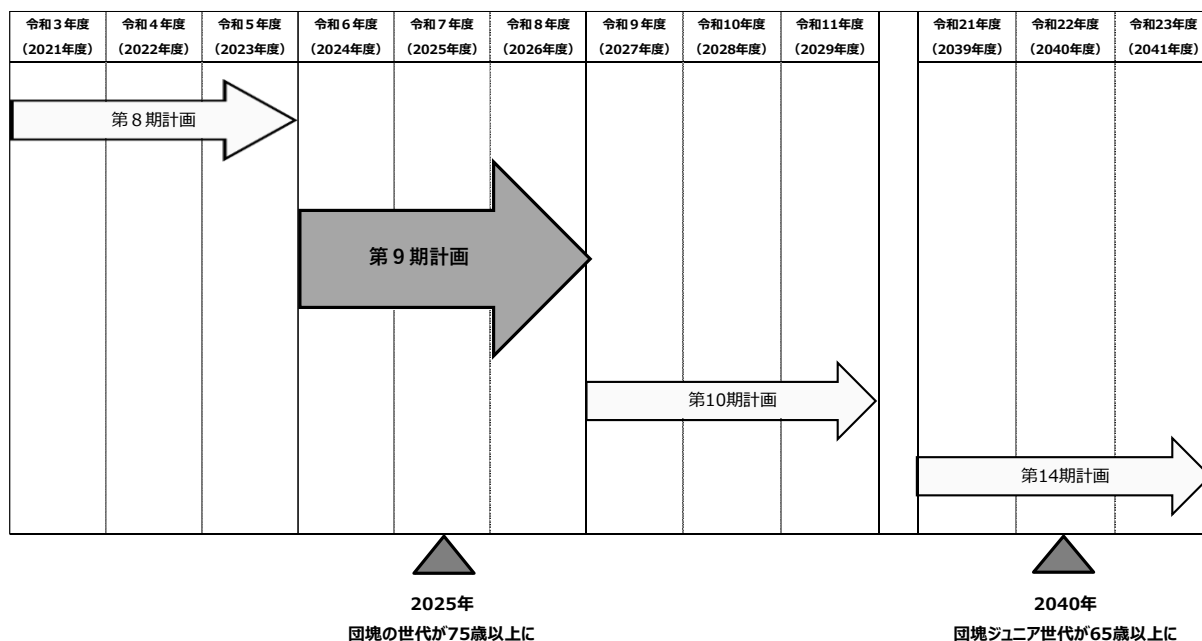 令和３年度 令和４年度 令和５年度 令和６年度 令和７年度 令和８年度 令和９年度 令和10年度 令和11年度 令和21年度 令和22年度 令和23年度
（2021年度） （2022年度） （2023年度） （2024年度） （2025年度） （2026年度） （2027年度） （2028年度） （2029年度） （2039年度） （2040年度） （2041年度）
第８期計画
第９期計画
第10期計画
第14期計画
2025年 2040年
団塊の世代が75歳以上に 団塊ジュニア世代が65歳以上に